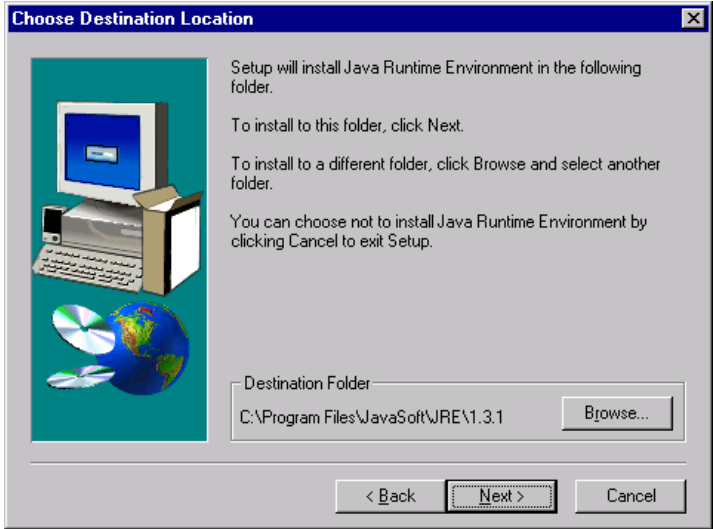 Choose Destination Location
Setup will install Java Runtime Environment in the following
folder.
To install to this folder, click Next.
To install to a different folder, click Browse and select another
folder.
You can choose not to install Java Runtime Environment by
clicking Cancel to exit Setup.
Destination Folder
C:\Program Files\JavaSoft\JRE\1.3.1
Browse...
< Back
Next >
Cancel